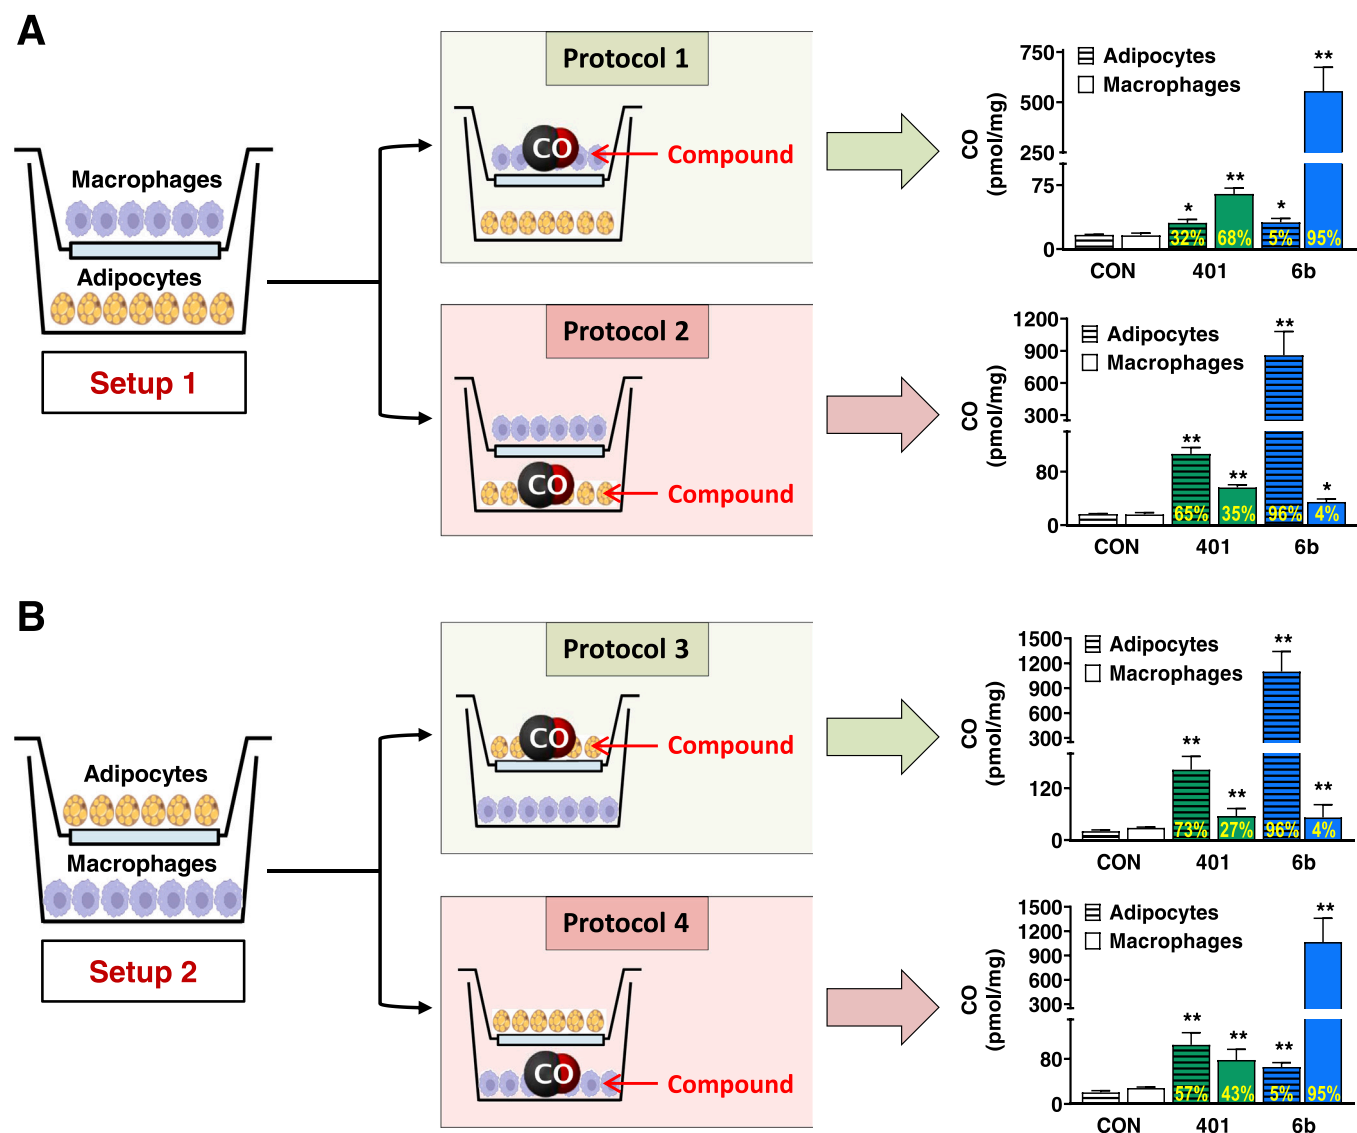 A
Macrophages
Adipocytes
Setup 1
Protocol 1
CO
Compound
Protocol 2
CO
Compound
CO
(pmol/mg)
750
500
250
75
0
Adipocytes
Macrophages
*
**
*
**
32%
68%
5%
95%
CON
401
6b
CO
(pmol/mg)
1200
900
600
300
80
0
Adipocytes
Macrophages
**
**
**
*
65%
35%
96%
4%
CON
401
6b
B
Adipocytes
Macrophages
Setup 2
Protocol 3
CO
Compound
Protocol 4
CO
Compound
CO
(pmol/mg)
1500
1200
900
600
300
120
0
Adipocytes
Macrophages
**
**
**
**
73%
27%
96%
4%
CON
401
6b
CO
(pmol/mg)
1500
1200
900
600
300
80
0
Adipocytes
Macrophages
**
**
**
**
57%
43%
5%
95%
CON
401
6b